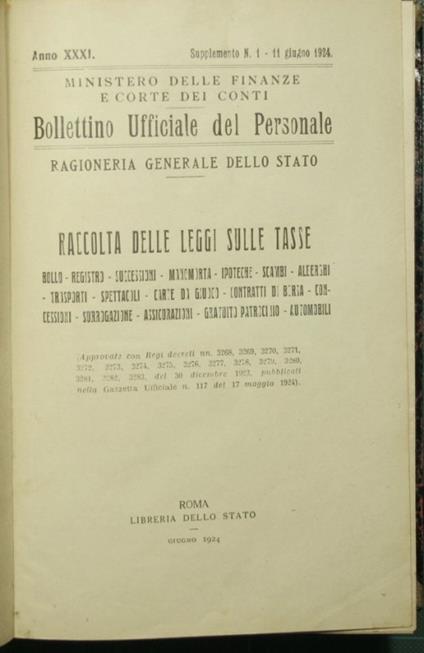 Anno XXXI. Supplemento N. 1 - 11 giugno 1924.
MINISTERO DELLE FINANZE
E CORTE DEI CONTI
Bollettino Ufficiale del Personale
RAGIONERIA GENERALE DELLO STATO
RACCOLTA DELLE LEGGI SULLE TASSE
BOLLO - REGISTRO - SUCCESSIONI - MANOMORTA - IPOTECHE - SCAMBI - ALBERGHI
- TRASPORTI - SPETTACOLI - CARTE DA GIUOCO - CONTRATTI DI BORSA - CON-
CESSIONI - SURROGAZIONE - ASSICURAZIONI - GRATUITO PATROCINIO - AUTOMOBILI
(Approvate con Regi decreti nn. 3268, 3269, 3270, 3271,
3272, 3273, 3274, 3275, 3276, 3277, 3278, 3279, 3280,
3281, 3282, 3283, del 30 dicembre 1923, pubblicati
nella Gazzetta Ufficiale n. 117 del 17 maggio 1924).
ROMA
LIBRERIA DELLO STATO
GIUGNO 1924